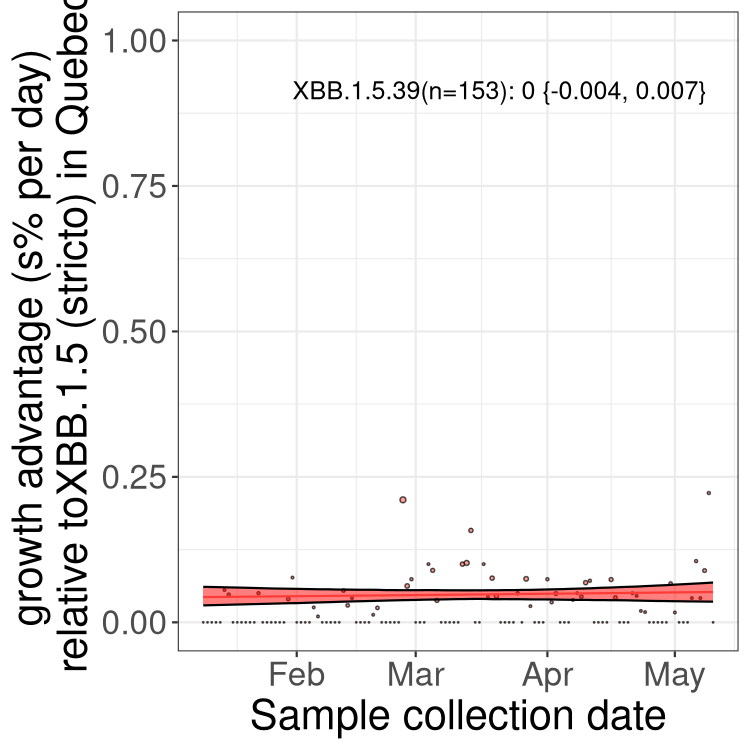 growth advantage (s% per day)
relative toXBB.1.5 (stricto) in Quebec
1.00
0.75
0.50
0.25
0.00
XBB.1.5.39(n=153): 0 {-0.004, 0.007}
Feb Mar Apr May
Sample collection date